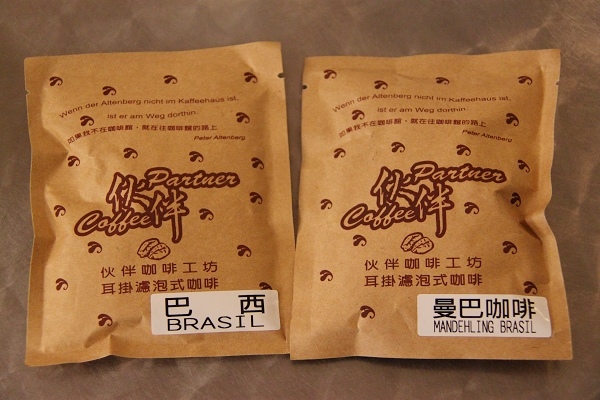 Wenn der Altenberg nicht im Kaffeehaus ist,
ist er am Weg dorthin.
如果我不在咖啡館，就在往咖啡館的路上
Peter Altenberg
伙伴 Partner
Coffee
伙伴咖啡工坊
耳掛濾泡式咖啡
巴 西
BRASIL
Wenn der Altenberg nicht im Kaffeehaus ist,
ist er am Weg dorthin.
如果我不在咖啡館，就在往咖啡館的路上
Peter Altenberg
伙伴 Partner
Coffee
伙伴咖啡工坊
耳掛濾泡式咖啡
曼巴咖啡
MANDEHLING BRASIL